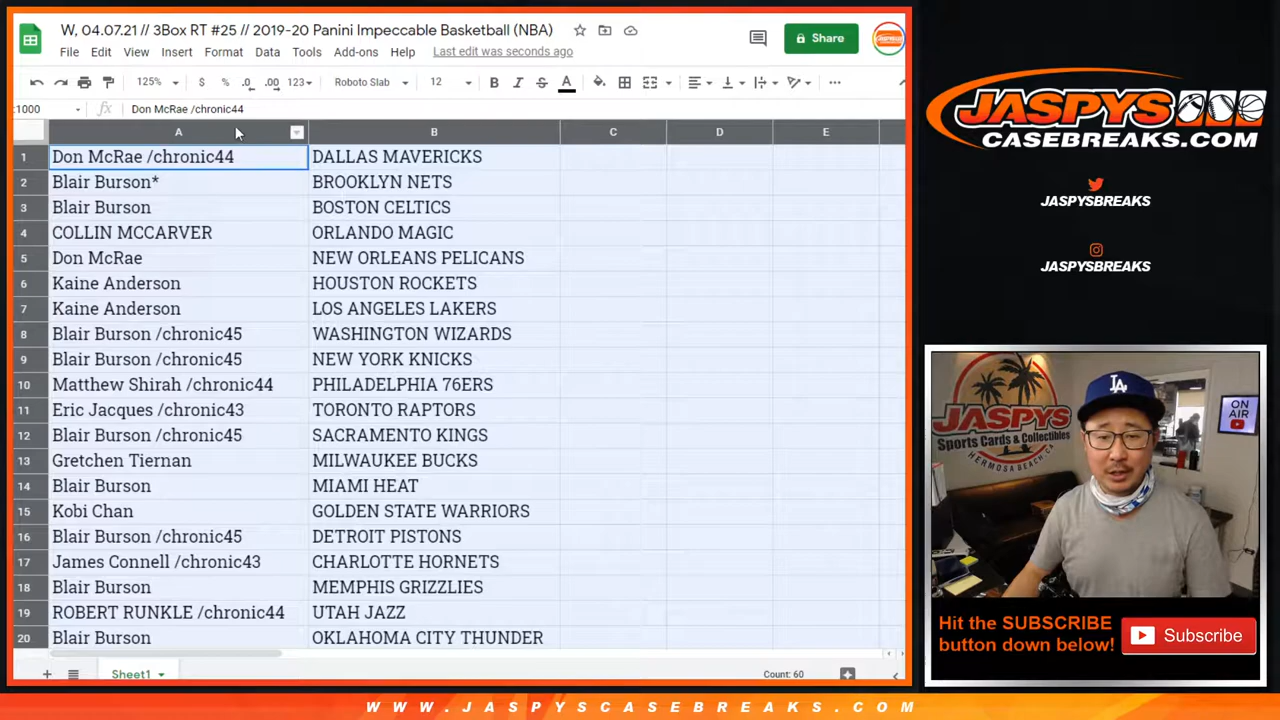 W, 04.07.21 // 3Box RT #25 // 2019-20 Panini Impeccable Basketball (NBA)
File Edit View Format Data Tools Add-ons Help Last edit was seconds ago
Share
125% $ % .0 .00 123 Roboto Slab 12 B I S A
:1000 fx Don McRae /chronic44
A B C D E
1 Don McRae /chronic44 DALLAS MAVERICKS
2 Blair Burson* BROOKLYN NETS
3 Blair Burson BOSTON CELTICS
4 COLLIN MCCARVER ORLANDO MAGIC
5 Don McRae NEW ORLEANS PELICANS
6 Kaine Anderson HOUSTON ROCKETS
7 Kaine Anderson LOS ANGELES LAKERS
8 Blair Burson /chronic45 WASHINGTON WIZARDS
9 Blair Burson /chronic45 NEW YORK KNICKS
10 Matthew Shirah /chronic44 PHILADELPHIA 76ERS
11 Eric Jacques /chronic43 TORONTO RAPTORS
12 Blair Burson /chronic45 SACRAMENTO KINGS
13 Gretchen Tiernan MILWAUKEE BUCKS
14 Blair Burson MIAMI HEAT
15 Kobi Chan GOLDEN STATE WARRIORS
16 Blair Burson /chronic45 DETROIT PISTONS
17 James Connell /chronic43 CHARLOTTE HORNETS
18 Blair Burson MEMPHIS GRIZZLIES
19 ROBERT RUNKLE /chronic44 UTAH JAZZ
20 Blair Burson OKLAHOMA CITY THUNDER
Sheet1
Count: 60
JASPYS
CASEBREAKS.COM
JASPYSBREAKS
JASPYSBREAKS
JASPYS
Sports Cards & Collectibles
HERMOSA BEACH, CA
LA
ON AIR
Hit the SUBSCRIBE
button down below!
Subscribe
WWW.JASPYSCASEBREAKS.COM